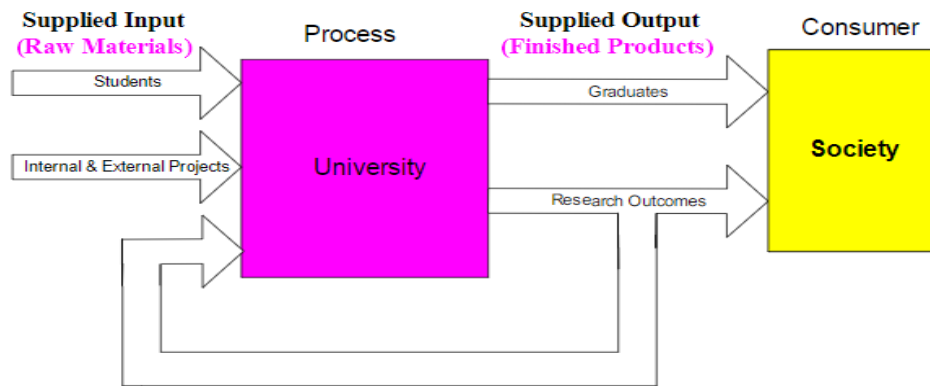 Supplied Input
(Raw Materials)
Process
Supplied Output
(Finished Products)
Consumer
Students
Graduates
Internal & External Projects
University
Society
Research Outcomes